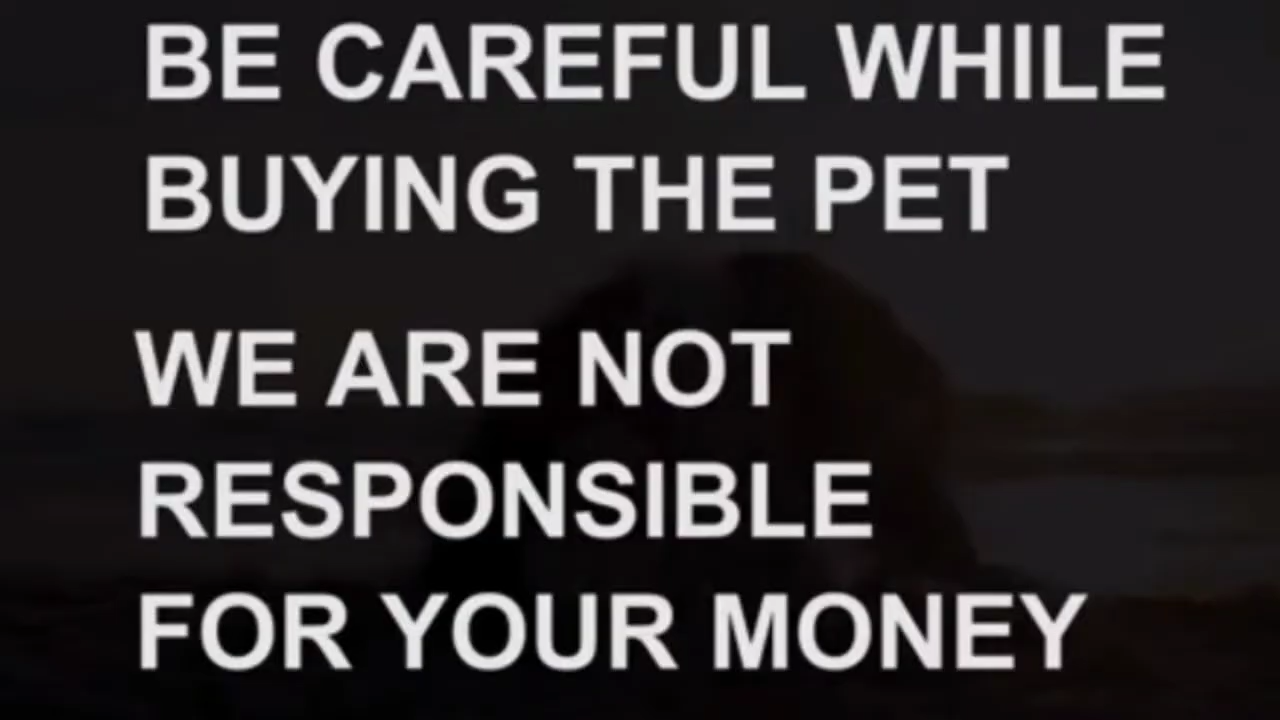 BE CAREFUL WHILE
BUYING THE PET
WE ARE NOT
RESPONSIBLE
FOR YOUR MONEY